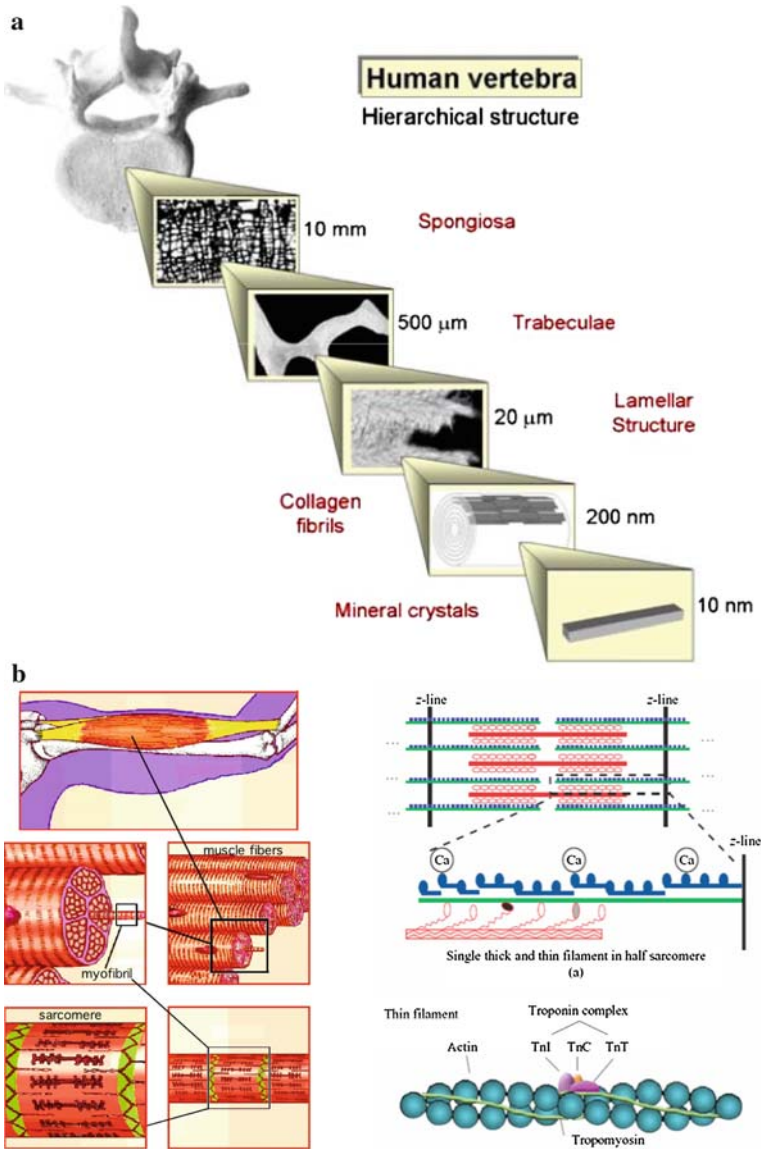 a
Human vertebra
Hierarchical structure
10 mm
Spongiosa
500 μm
Trabeculae
20 μm
Lamellar
Structure
Collagen
fibrils
200 nm
Mineral crystals
10 nm
b
muscle fibers
myofibril
sarcomere
z-line
z-line
...
...
...
...
z-line
Ca
Ca
Ca
Single thick and thin filament in half sarcomere
(a)
Thin filament
Troponin complex
TnI
TnC
TnT
Actin
Tropomyosin